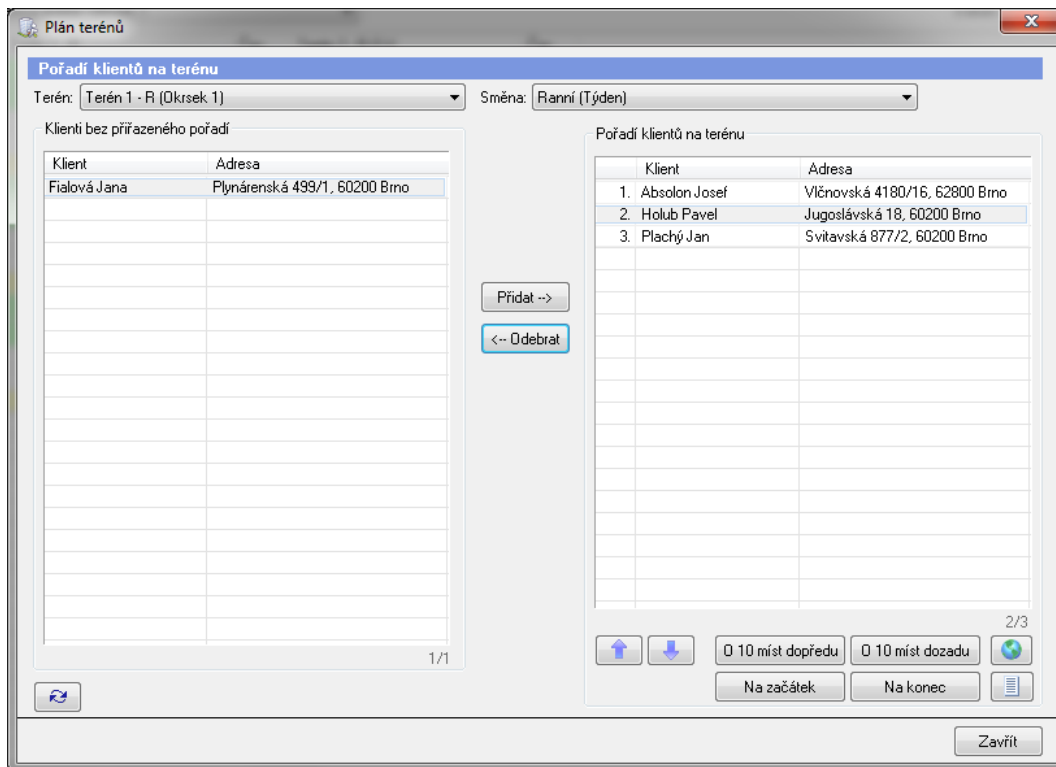 Plán terénů
Pořadí klientů na terénu
Terén: Terén 1 - R (Okrsek 1) Směna: Ranní (Týden)
Klienti bez přiřazeného pořadí
Klient Adresa
Fialová Jana Plynárenská 499/1, 60200 Brno
1/1
Přidat -->
<-- Odebrat
Pořadí klientů na terénu
Klient Adresa
1. Absolon Josef Vlčnovská 4180/16, 62800 Brno
2. Holub Pavel Jugoslávská 18, 60200 Brno
3. Plachý Jan Svitavská 877/2, 60200 Brno
2/3
O 10 míst dopředu O 10 míst dozadu
Na začátek Na konec
Zavřít